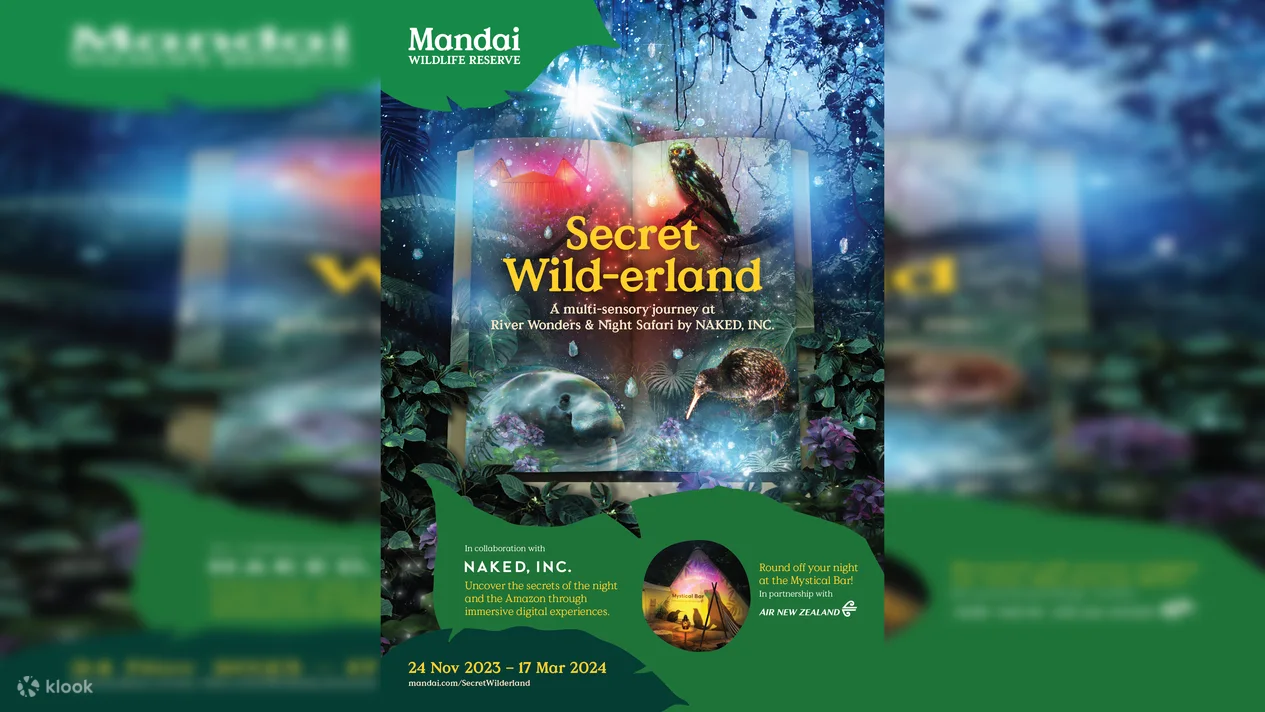 Mandai
WILDLIFE RESERVE
Secret
Wild-erland
A multi-sensory journey at
River Wonders & Night Safari by NAKED, INC.
In collaboration with
NAKED, INC.
Uncover the secrets of the night
and the Amazon through
immersive digital experiences.
Mystical Bar
Round off your night
at the Mystical Bar!
In partnership with
AIR NEW ZEALAND
24 Nov 2023 – 17 Mar 2024
mandai.com/SecretWilderland
klook